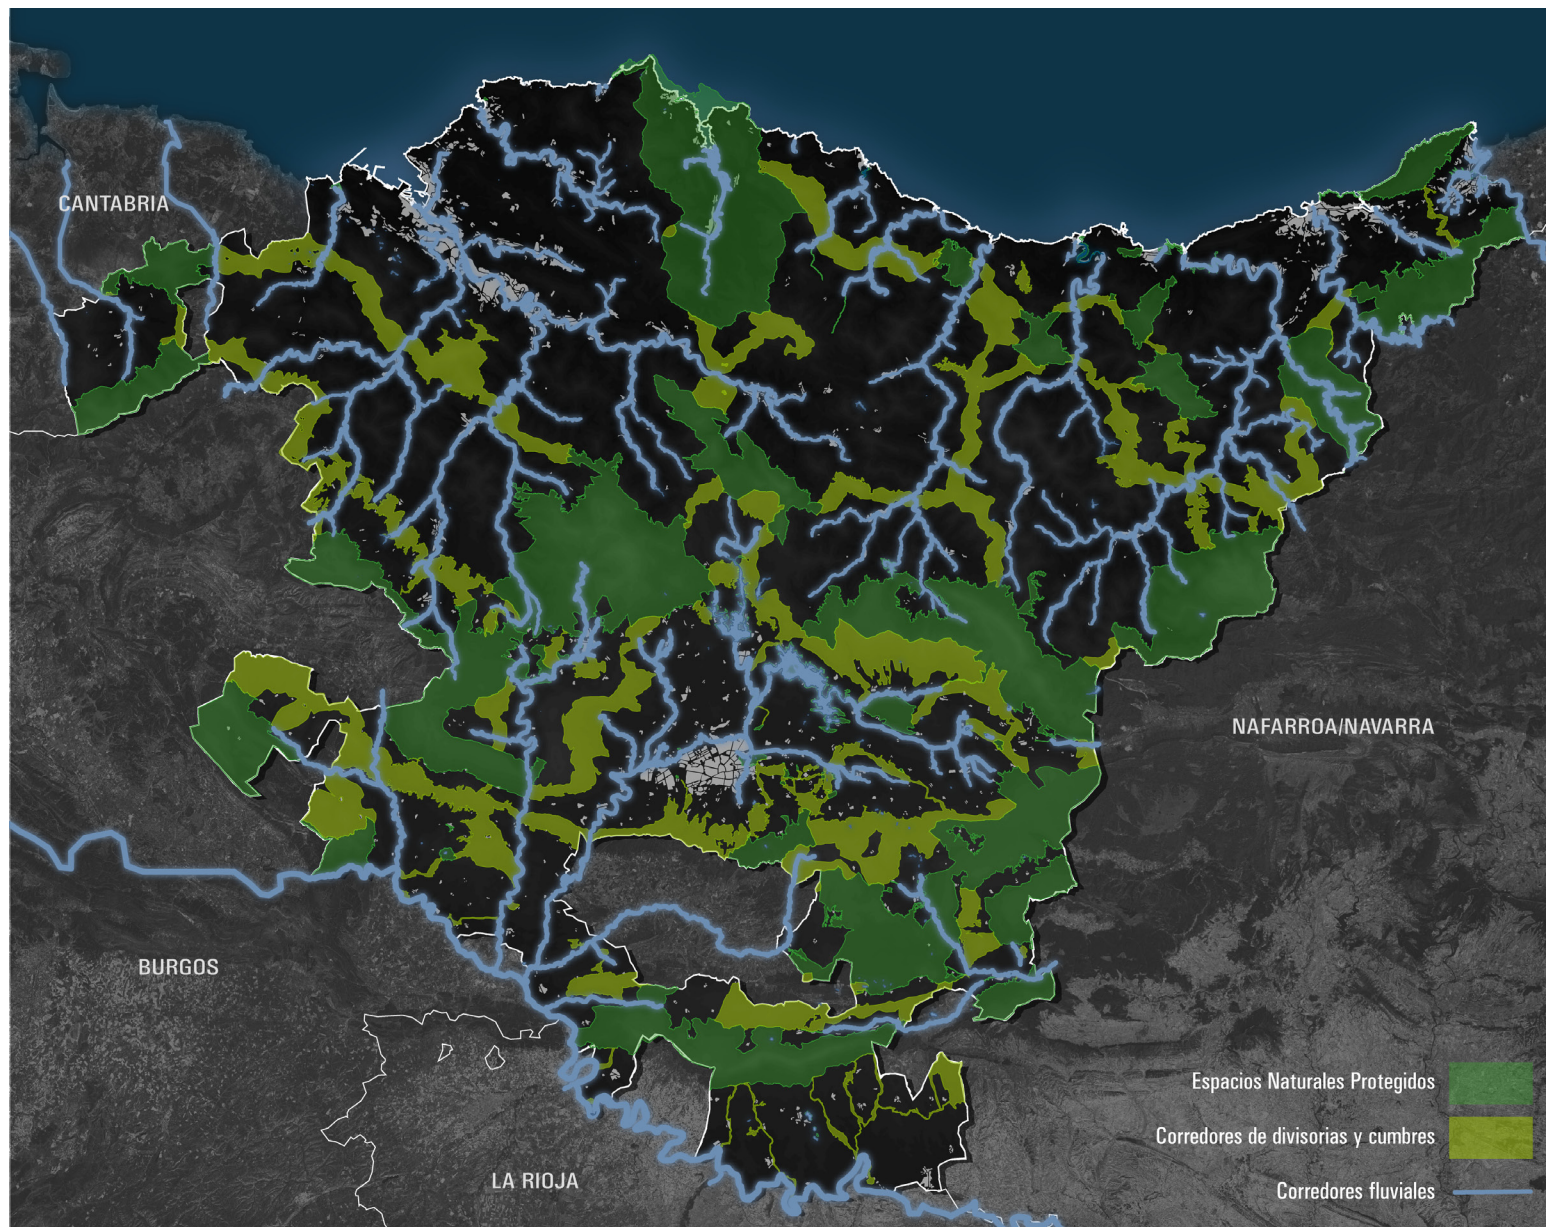 CANTABRIA
NAFARROA/NAVARRA
BURGOS
LA RIOJA
Espacios Naturales Protegidos
Corredores de divisorias y cumbres
Corredores fluviales